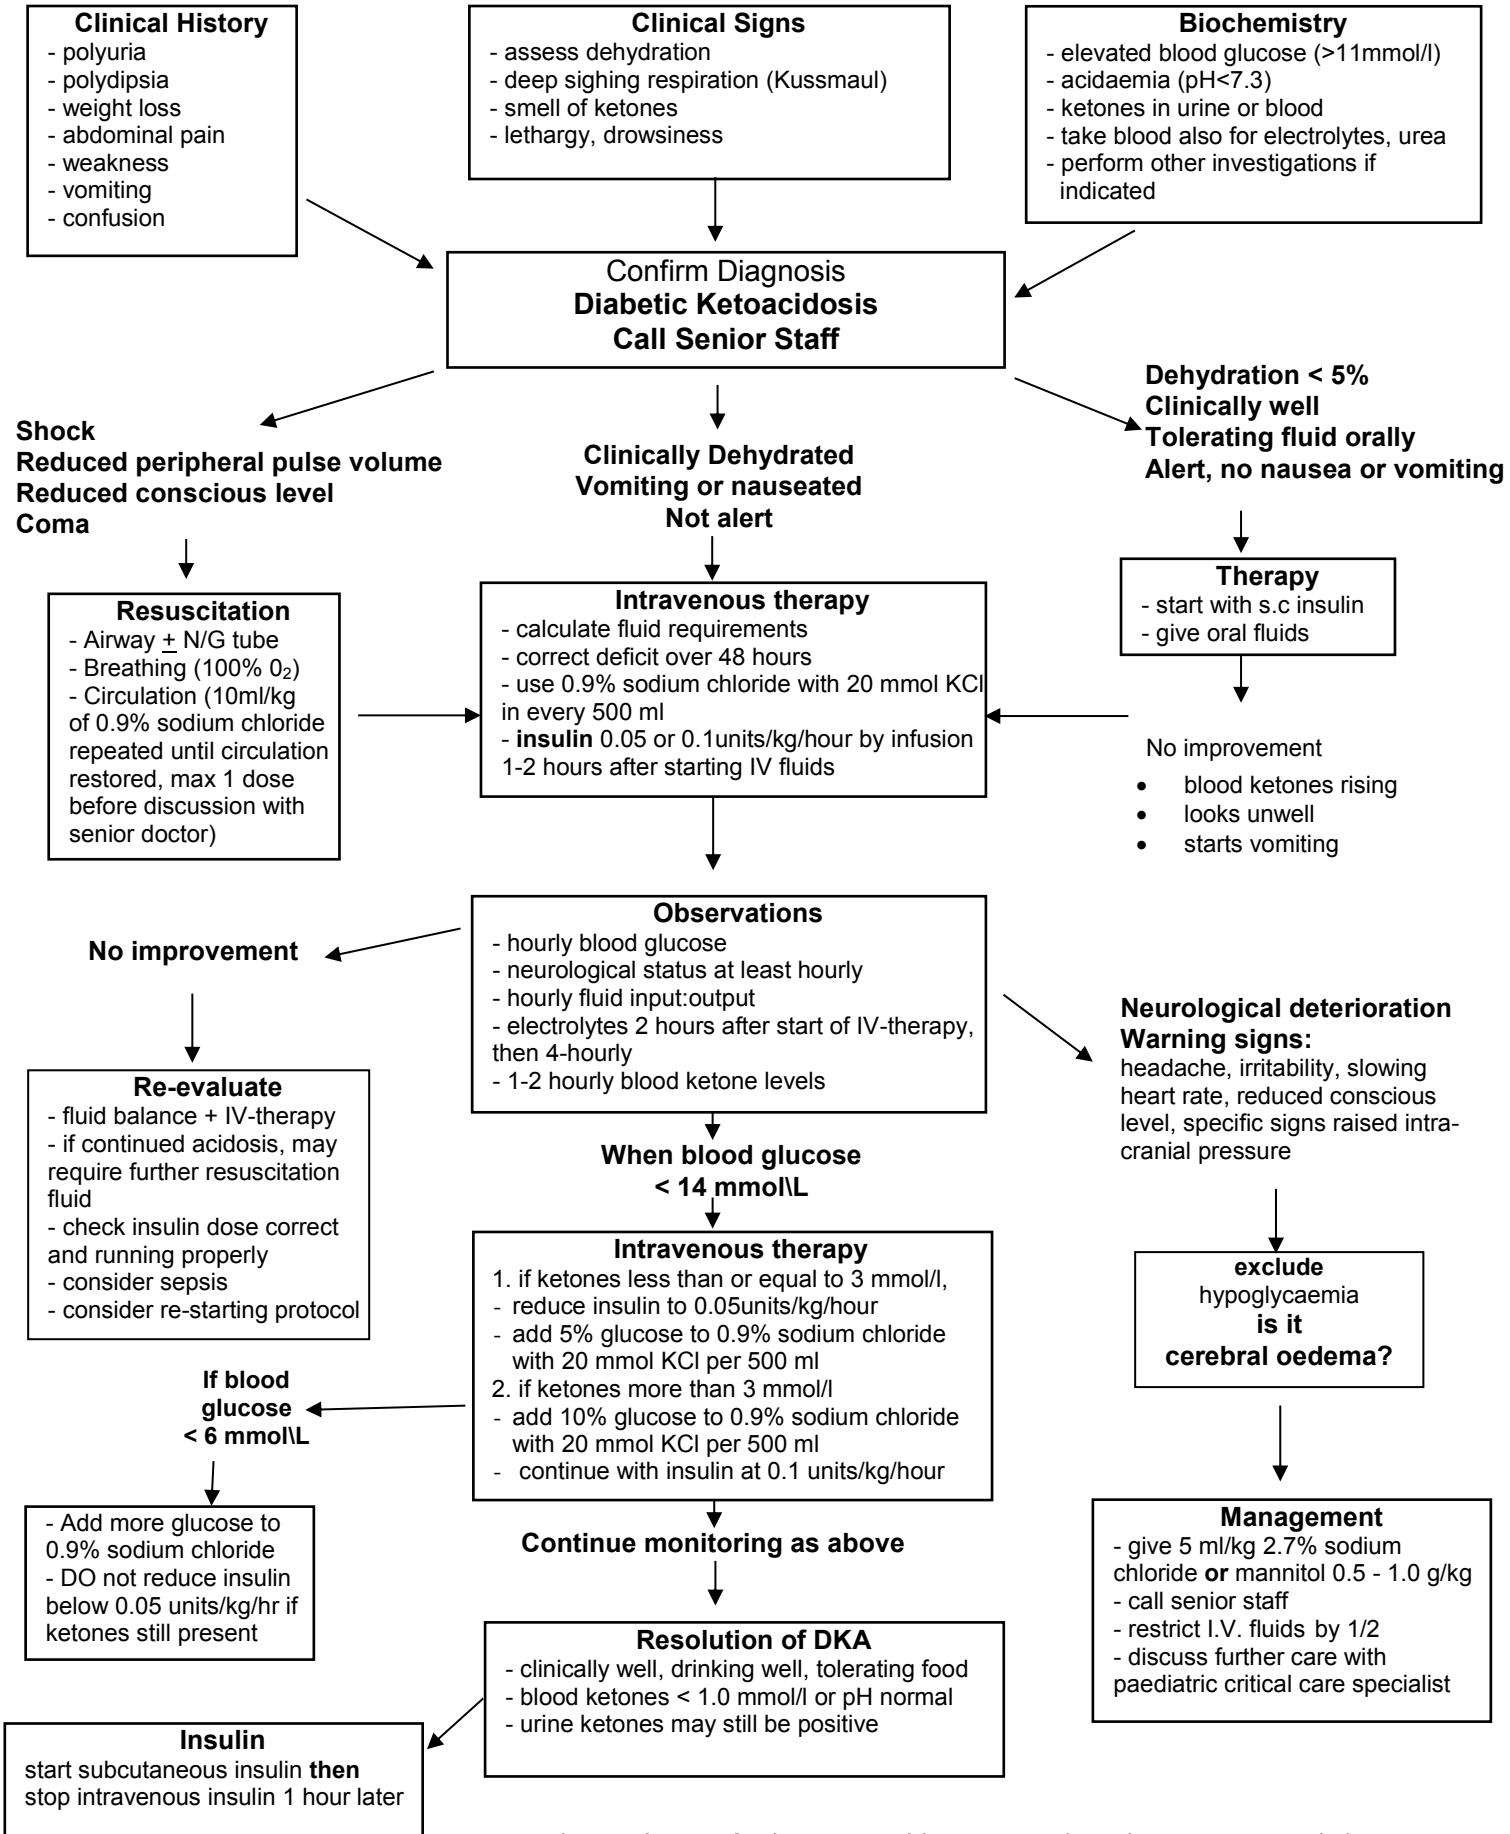 Clinical History
- polyuria
- polydipsia
- weight loss
- abdominal pain
- weakness
- vomiting
- confusion
Clinical Signs
- assess dehydration
- deep sighing respiration (Kussmaul)
- smell of ketones
- lethargy, drowsiness
Biochemistry
- elevated blood glucose (>11mmol/l)
- acidaemia (pH<7.3)
- ketones in urine or blood
- take blood also for electrolytes, urea
- perform other investigations if
indicated
Confirm Diagnosis
Diabetic Ketoacidosis
Call Senior Staff
Shock
Reduced peripheral pulse volume
Reduced conscious level
Coma
Clinically Dehydrated
Vomiting or nauseated
Not alert
Dehydration < 5%
Clinically well
Tolerating fluid orally
Alert, no nausea or vomiting
Resuscitation
- Airway ± N/G tube
- Breathing (100% 0₂)
- Circulation (10ml/kg
of 0.9% sodium chloride
repeated until circulation
restored, max 1 dose
before discussion with
senior doctor)
Intravenous therapy
- calculate fluid requirements
- correct deficit over 48 hours
- use 0.9% sodium chloride with 20 mmol KCl
in every 500 ml
- insulin 0.05 or 0.1units/kg/hour by infusion
1-2 hours after starting IV fluids
Therapy
- start with s.c insulin
- give oral fluids
No improvement
• blood ketones rising
• looks unwell
• starts vomiting
Observations
- hourly blood glucose
- neurological status at least hourly
- hourly fluid input:output
- electrolytes 2 hours after start of IV-therapy,
then 4-hourly
- 1-2 hourly blood ketone levels
No improvement
Re-evaluate
- fluid balance + IV-therapy
- if continued acidosis, may
require further resuscitation
fluid
- check insulin dose correct
and running properly
- consider sepsis
- consider re-starting protocol
Neurological deterioration
Warning signs:
headache, irritability, slowing
heart rate, reduced conscious
level, specific signs raised intra-
cranial pressure
When blood glucose
< 14 mmol\L
Intravenous therapy
1. if ketones less than or equal to 3 mmol/l,
- reduce insulin to 0.05units/kg/hour
- add 5% glucose to 0.9% sodium chloride
with 20 mmol KCl per 500 ml
2. if ketones more than 3 mmol/l
- add 10% glucose to 0.9% sodium chloride
with 20 mmol KCl per 500 ml
- continue with insulin at 0.1 units/kg/hour
exclude
hypoglycaemia
is it
cerebral oedema?
If blood
glucose
< 6 mmol\L
- Add more glucose to
0.9% sodium chloride
- DO not reduce insulin
below 0.05 units/kg/hr if
ketones still present
Continue monitoring as above
Management
- give 5 ml/kg 2.7% sodium
chloride or mannitol 0.5 - 1.0 g/kg
- call senior staff
- restrict I.V. fluids by 1/2
- discuss further care with
paediatric critical care specialist
Resolution of DKA
- clinically well, drinking well, tolerating food
- blood ketones < 1.0 mmol/l or pH normal
- urine ketones may still be positive
Insulin
start subcutaneous insulin then
stop intravenous insulin 1 hour later